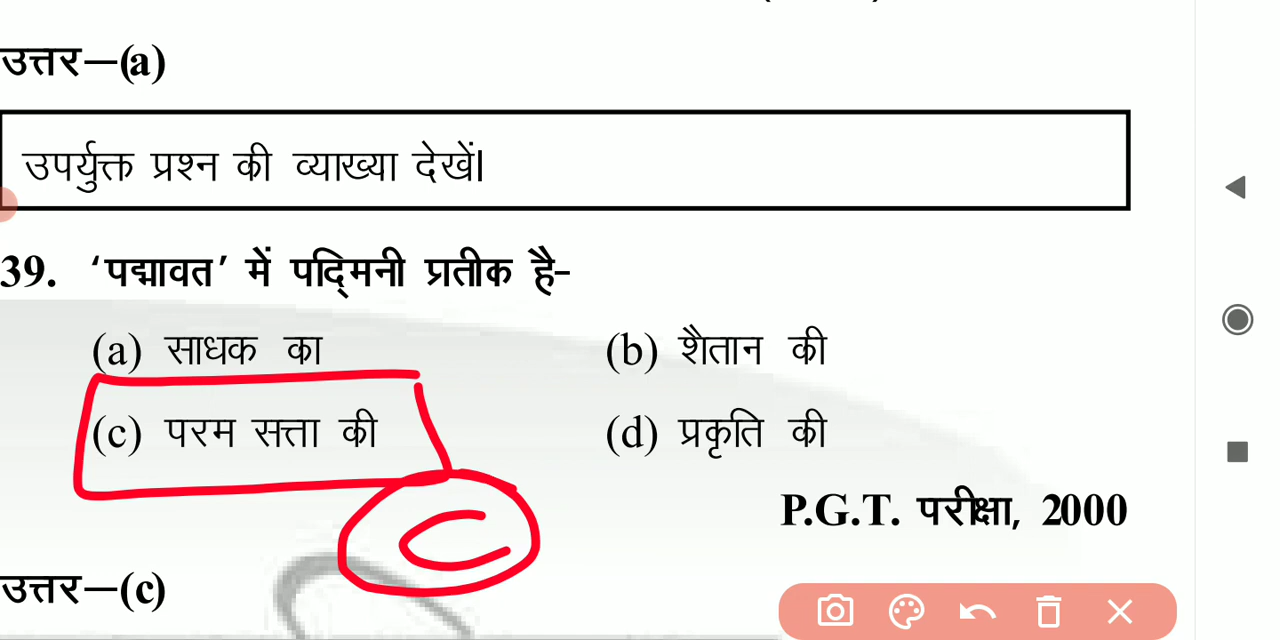 उत्तर—(a)
उपर्युक्त प्रश्न की व्याख्या देखें।
39. ‘पद्मावत’ में पद्मिनी प्रतीक है-
(a) साधक का (b) शैतान की
(c) परम सत्ता की (d) प्रकृति की
C
P.G.T. परीक्षा, 2000
उत्तर—(c)